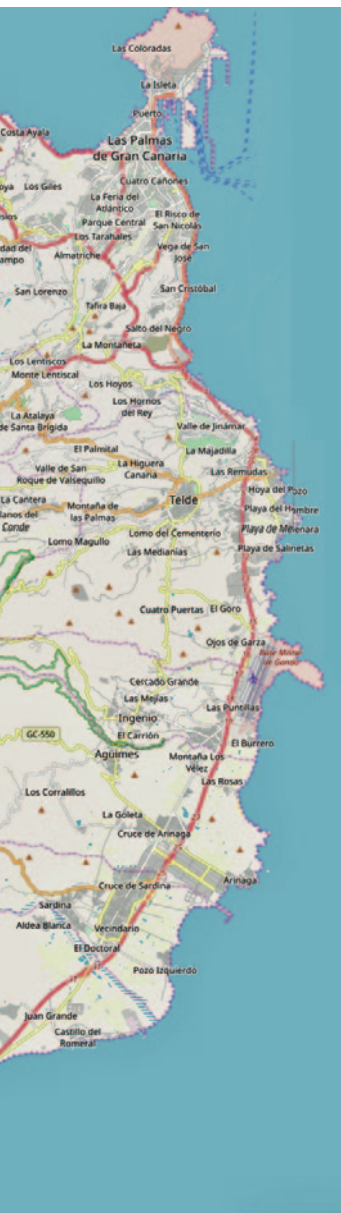 Las Coloradas
La Isleta
Puerto
Costa Ayala
Las Palmas
de Gran Canaria
Cuatro Cañones
Los Giles
La Feria del
Atlántico
El Risco de
San Nicolás
Parque Central
Los Tarahales
Almatriche
Vega de San
José
San Lorenzo
San Cristóbal
Tafira Baja
Salto del Negro
La Montañeta
Los Lentiscos
Monte Lentiscal
Los Hoyos
Los Hornos
del Rey
La Atalaya
de Santa Brígida
Valle de Jinámar
El Palmital
La Majadilla
Valle de San
Roque de Valsequillo
La Higuera
Canaria
Las Remudas
Hoya del Pozo
La Cantera
Telde
Montaña de
las Palmas
Playa del Hombre
Conde
Lomo Magullo
Lomo del Cementerio
Playa de Melenara
Las Medianías
Playa de Salinetas
Cuatro Puertas
El Goro
Ojos de Garza
Cercado Grande
Las Mejías
Las Puntillas
Ingenio
GC-550
El Carrión
El Burrero
Agüimes
Montaña Los
Vélez
Las Rosas
Los Corralillos
La Goleta
Cruce de Arinaga
Arinaga
Cruce de Sardina
Sardina
Aldea Blanca
Vecindario
El Doctoral
Pozo Izquierdo
Juan Grande
Castillo del
Romeral